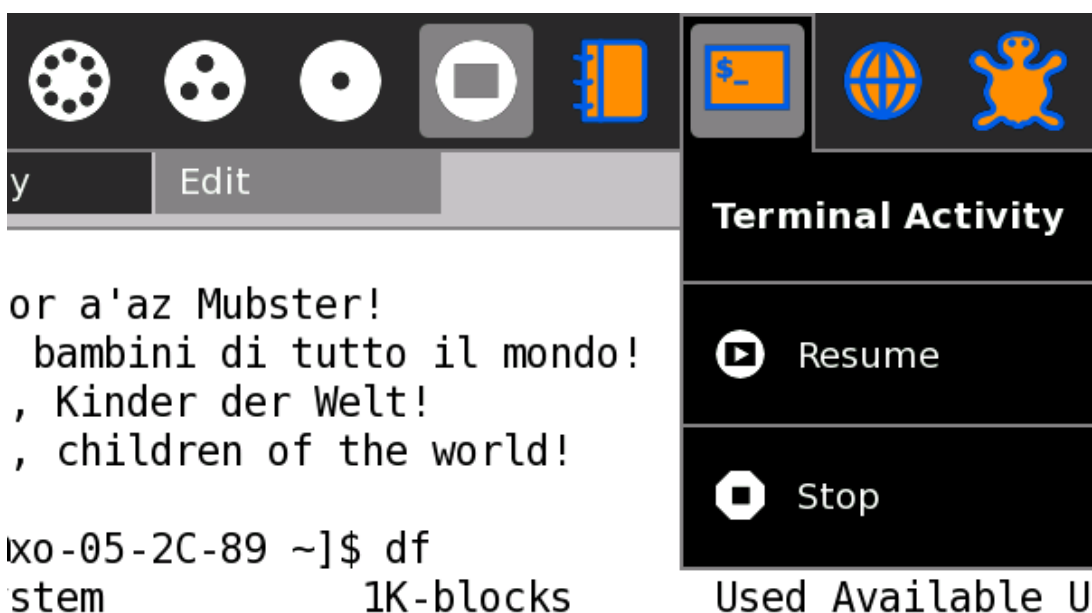 $_
y Edit
Terminal Activity
or a'az Mubster!
bambini di tutto il mondo!
Resume
, Kinder der Welt!
, children of the world!
Stop
xo-05-2C-89 ~]$ df
stem 1K-blocks Used Available U